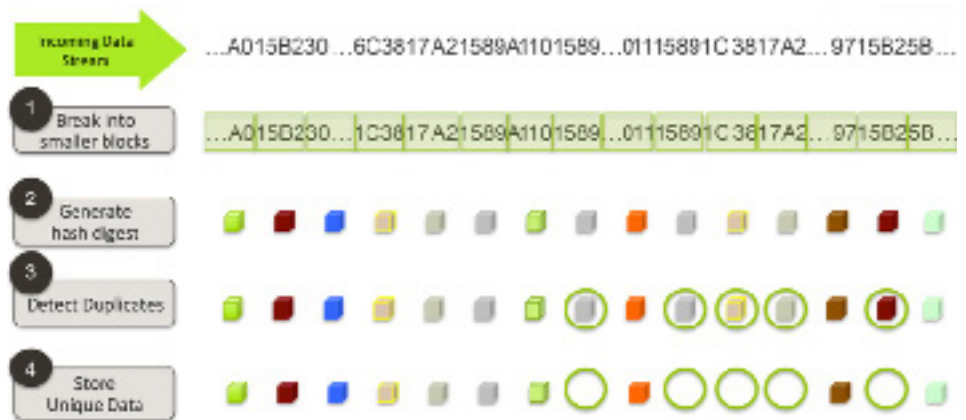 Incoming Data
Stream
...A015B230...6C3817A21589A1101589...01115891C3817A2...9715B25B...
1
Break into
smaller blocks
...A015B230...1C3817A21589A1101589...01115891C3817A2...9715B25B...
2
Generate
hash digest
3
Detect Duplicates
4
Store
Unique Data